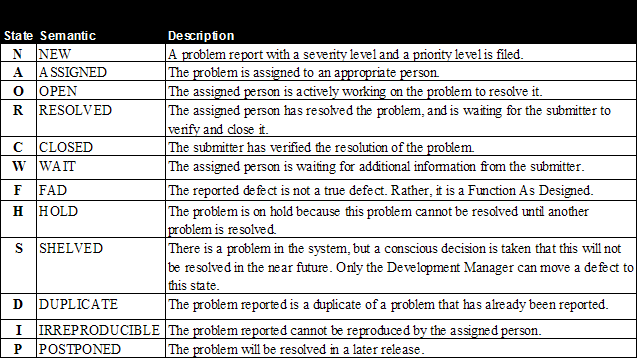 State Semantic Description
N NEW A problem report with a severity level and a priority level is filed.
A ASSIGNED The problem is assigned to an appropriate person.
O OPEN The assigned person is actively working on the problem to resolve it.
R RESOLVED The assigned person has resolved the problem, and is waiting for the submitter to
verify and close it.
C CLOSED The submitter has verified the resolution of the problem.
W WAIT The assigned person is waiting for additional information from the submitter.
F FAD The reported defect is not a true defect. Rather, it is a Function As Designed.
H HOLD The problem is on hold because this problem cannot be resolved until another
problem is resolved.
S SHELVED There is a problem in the system, but a conscious decision is taken that this will not
be resolved in the near future. Only the Development Manager can move a defect to
this state.
D DUPLICATE The problem reported is a duplicate of a problem that has already been reported.
I IRREPRODUCIBLE The problem reported cannot be reproduced by the assigned person.
P POSTPONED The problem will be resolved in a later release.